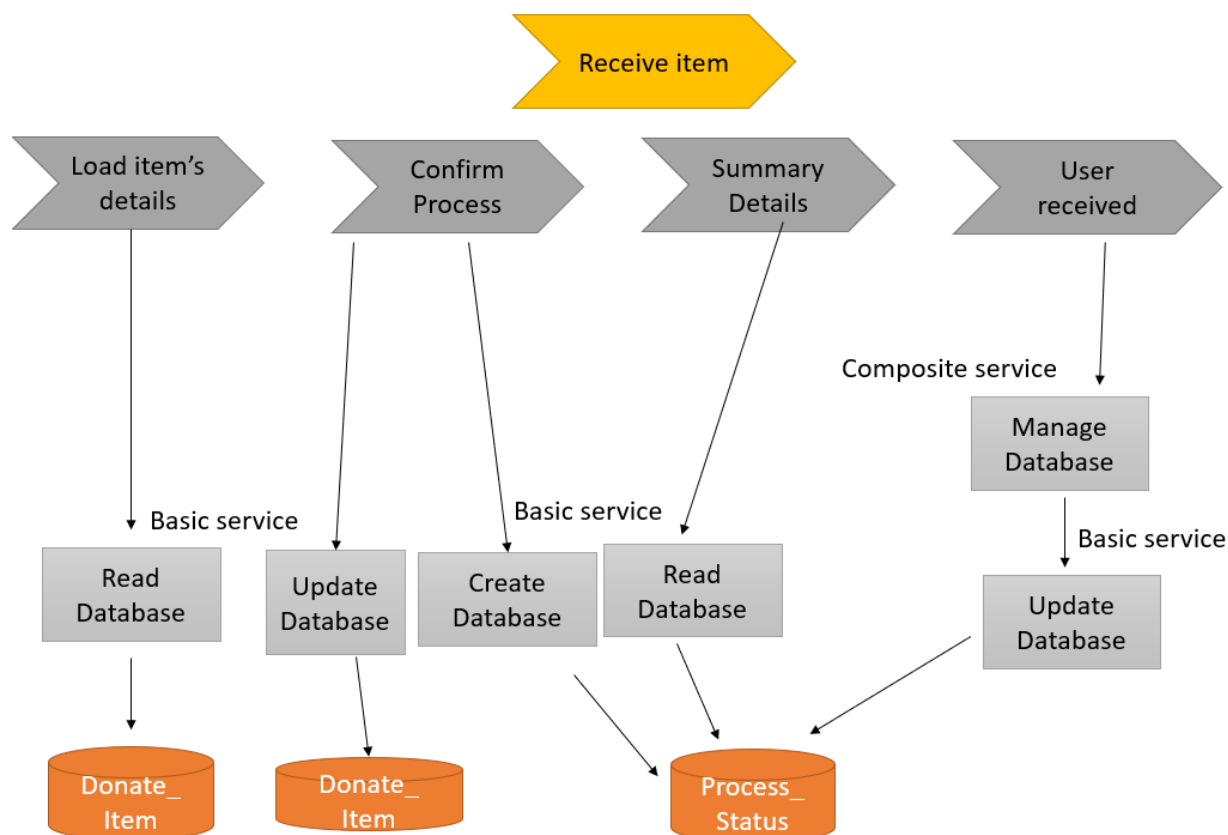 Receive item
Load item's
details
Confirm
Process
Summary
Details
User
received
Composite service
Manage
Database
Basic service
Basic service
Basic service
Read
Database
Update
Database
Create
Database
Read
Database
Update
Database
Donate_
Item
Donate_
Item
Process_
Status